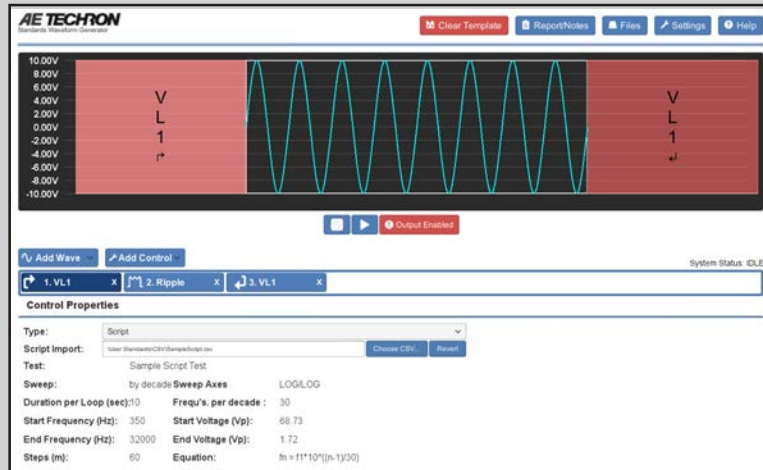 AE TECHRON
Standards Waveform Generator
Clear Template
Report/Notes
Files
Settings
Help
10.00V
8.00V
6.00V
4.00V
2.00V
0.00V
-2.00V
-4.00V
-6.00V
-8.00V
-10.00V
V
L
1
V
L
1
Output Enabled
Add Wave
Add Control
System Status: IDLE
1. VL1 X
2. Ripple X
3. VL1 X
Control Properties
Type: Script
Script Import: \User Standards\CSV\SampleScript.csv Choose CSV... Revert
Test: Sample Script Test
Sweep: by decade Sweep Axes LOG/LOG
Duration per Loop (sec): 10 Frequ's. per decade : 30
Start Frequency (Hz): 350 Start Voltage (Vp): 68.73
End Frequency (Hz): 32000 End Voltage (Vp): 1.72
Steps (m): 60 Equation: fn = f1*10^((n-1)/30)